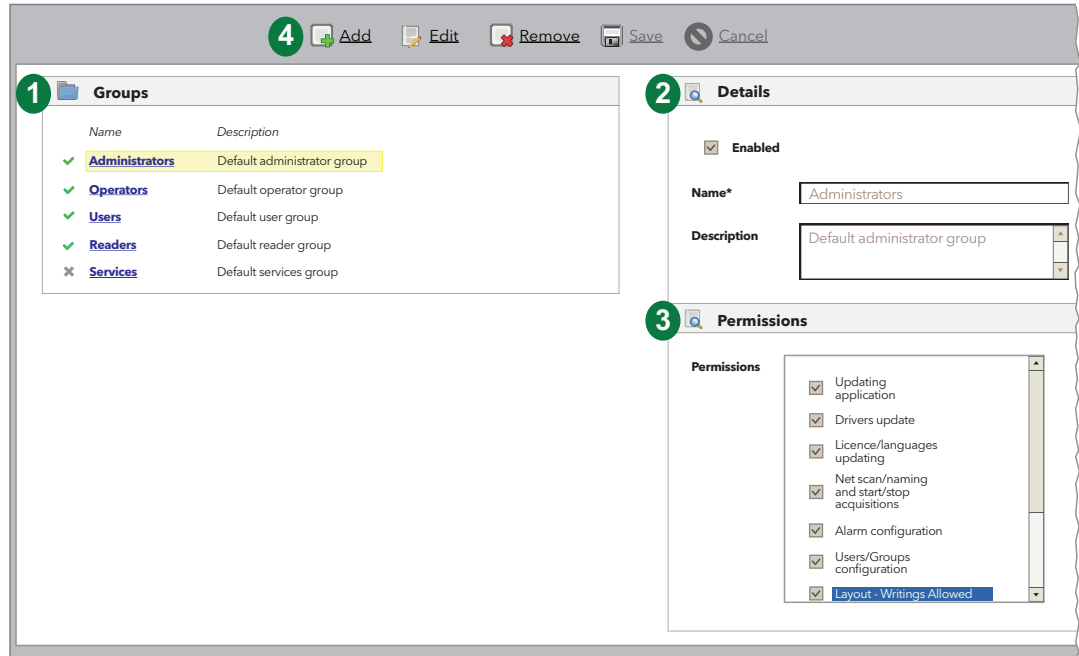 4 Add Edit Remove Save Cancel
1 Groups
Name Description
Administrators Default administrator group
Operators Default operator group
Users Default user group
Readers Default reader group
Services Default services group
2 Details
Enabled
Name* Administrators
Description Default administrator group
3 Permissions
Permissions
Updating
application
Drivers update
Licence/languages
updating
Net scan/naming
and start/stop
acquisitions
Alarm configuration
Users/Groups
configuration
Layout - Writings Allowed